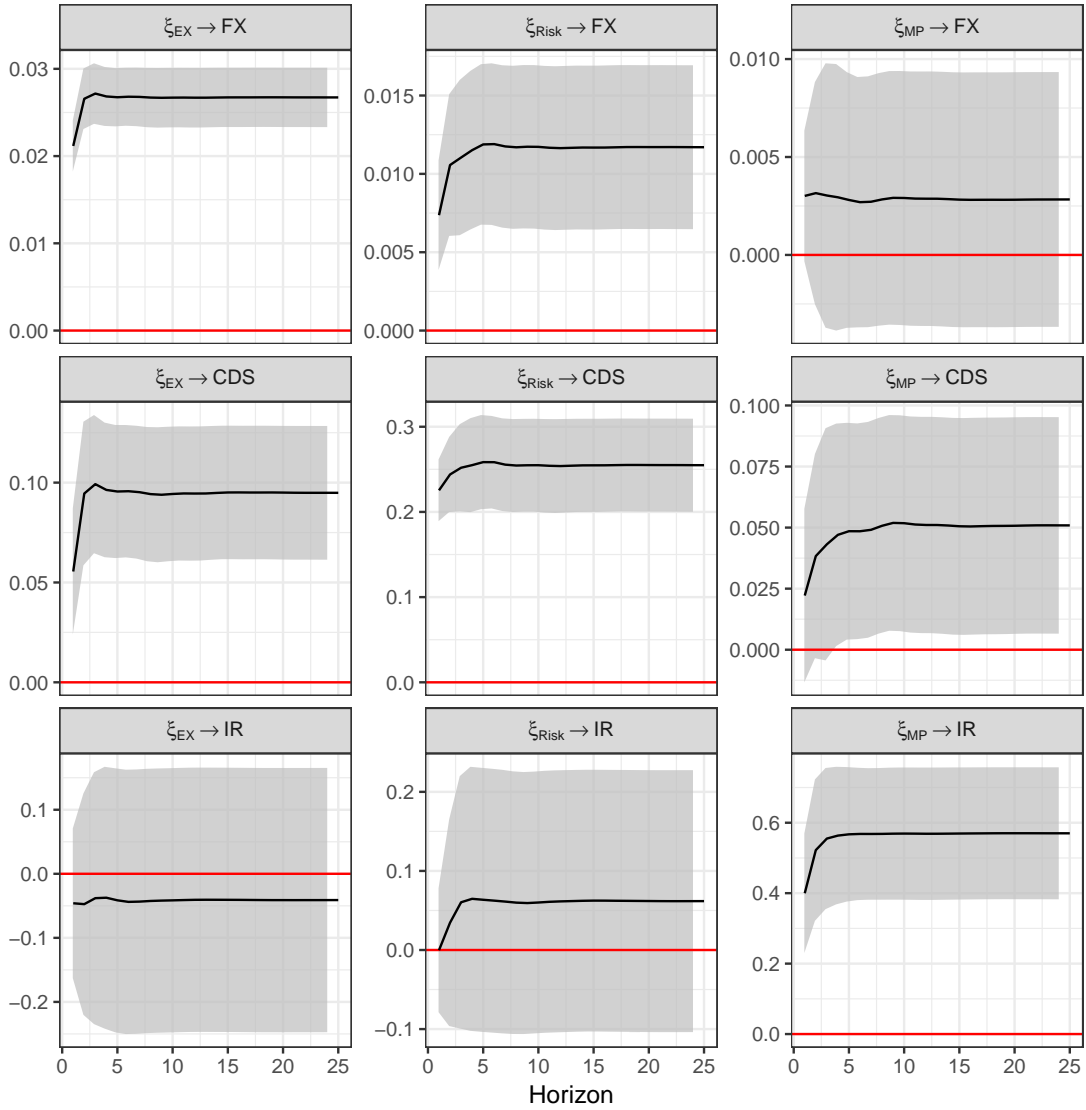 ξEX → FX
ξRisk → FX
ξMP → FX
0.03
0.02
0.01
0.00
0.015
0.010
0.005
0.000
0.010
0.005
0.000
ξEX → CDS
ξRisk → CDS
ξMP → CDS
0.10
0.05
0.00
0.3
0.2
0.1
0.0
0.100
0.075
0.050
0.025
0.000
ξEX → IR
ξRisk → IR
ξMP → IR
0.1
0.0
−0.1
−0.2
0.2
0.1
0.0
−0.1
0.6
0.4
0.2
0.0
0 5 10 15 20 25
0 5 10 15 20 25
0 5 10 15 20 25
Horizon